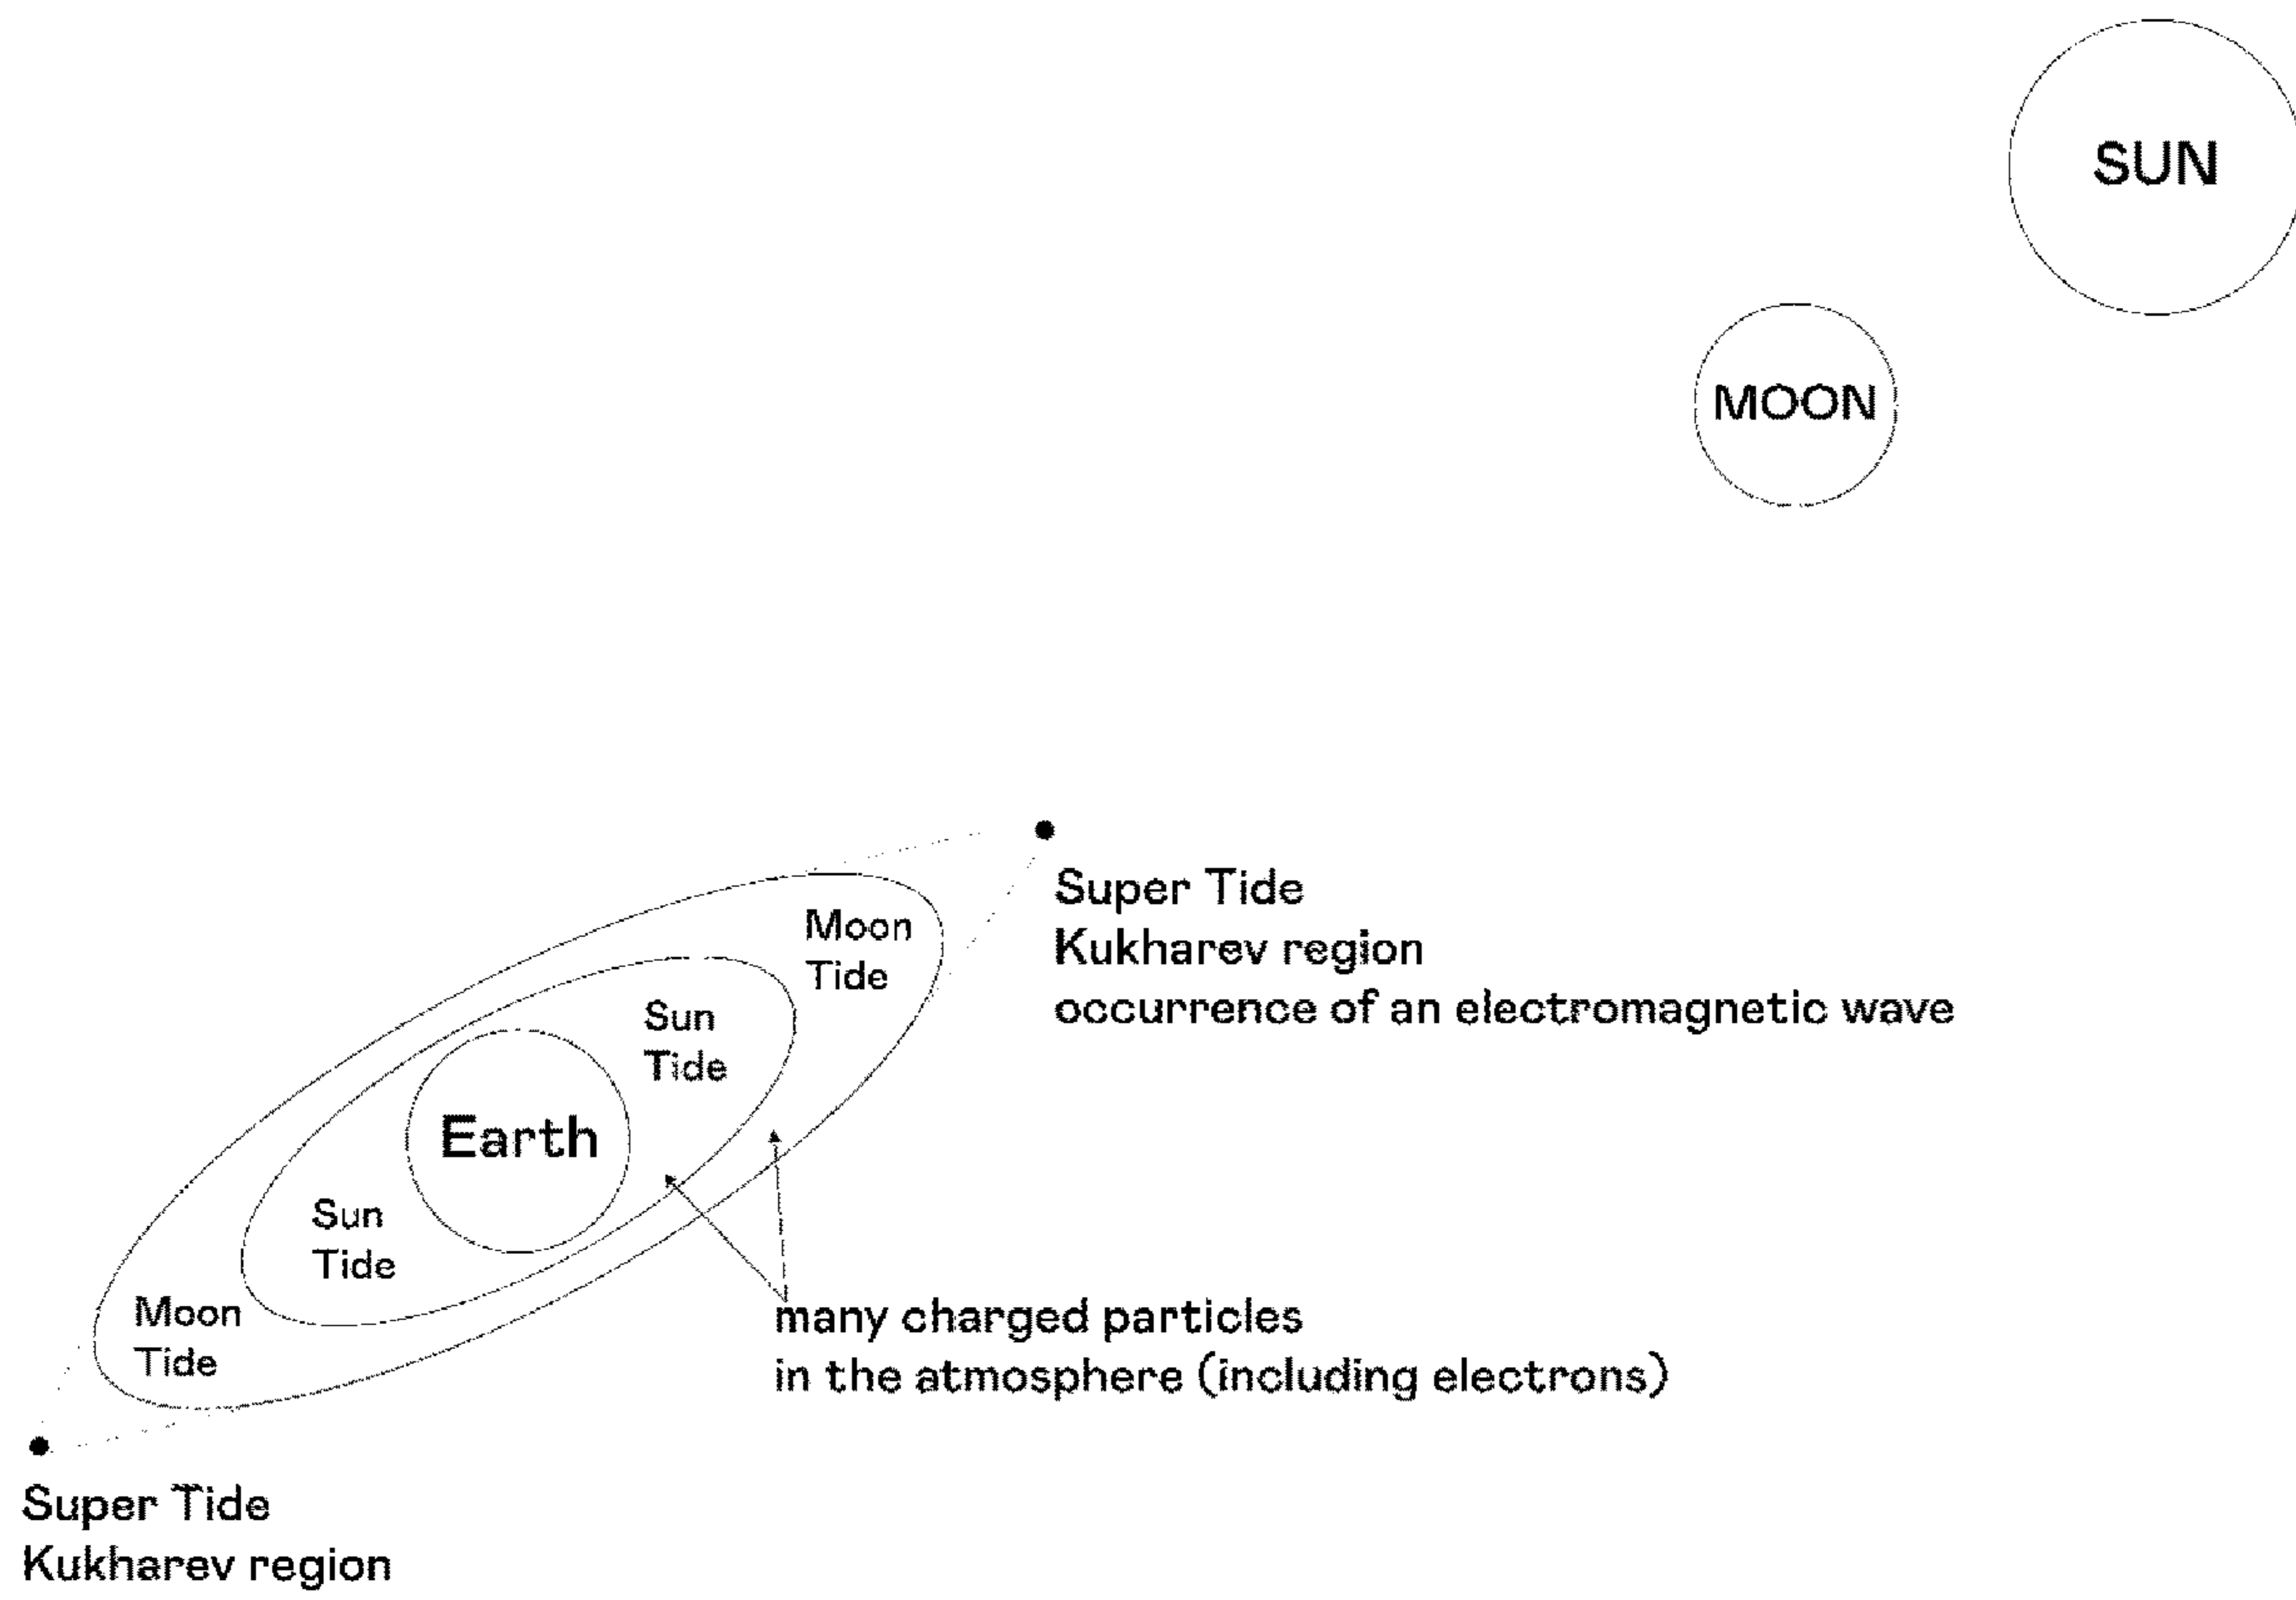 SUN
MOON
Super Tide
Kukharev region
occurrence of an electromagnetic wave
Moon
Tide
Sun
Tide
Earth
Sun
Tide
Moon
Tide
many charged particles
in the atmosphere (including electrons)
Super Tide
Kukharev region